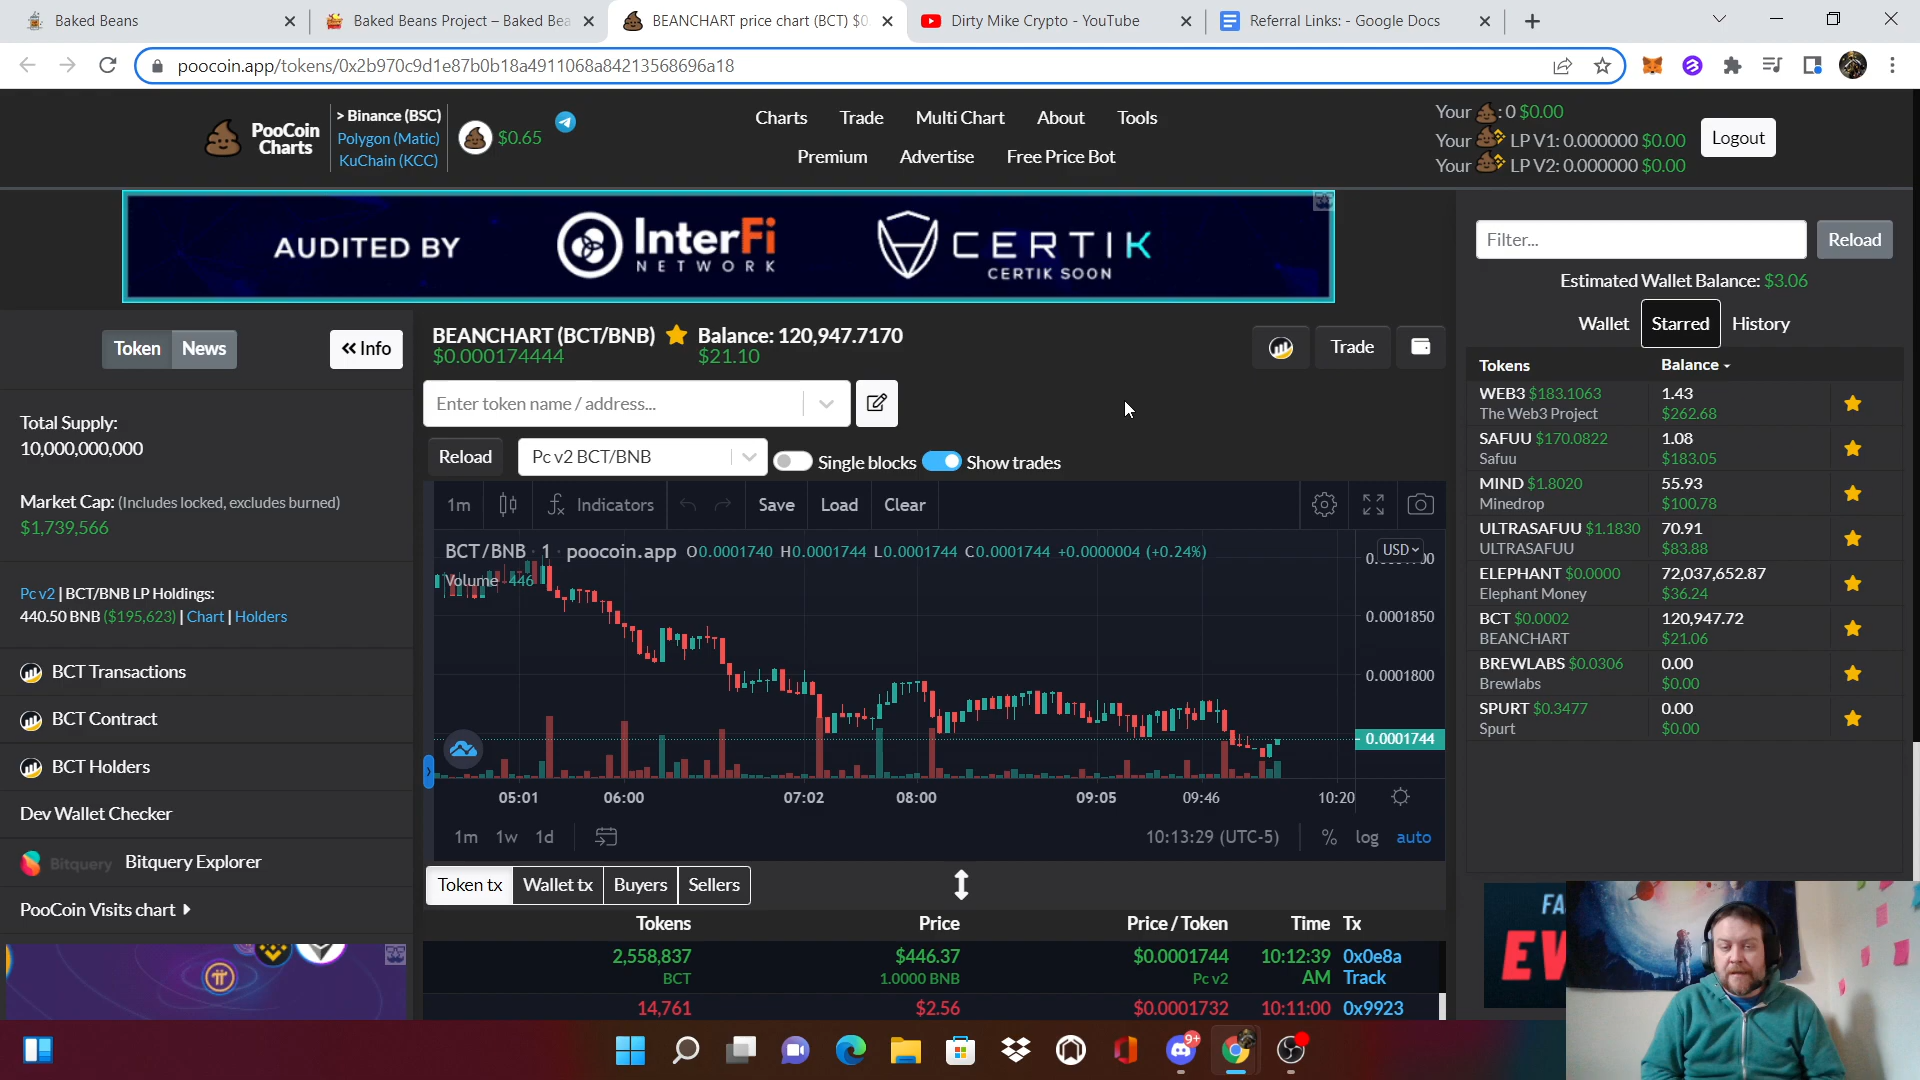 Baked Beans
Baked Beans Project – Baked Bea
BEANCHART price chart (BCT) $0
Dirty Mike Crypto - YouTube
Referral Links: - Google Docs
poocoin.app/tokens/0x2b970c9d1e87b0b18a4911068a84213568696a18
PooCoin
Charts
> Binance (BSC)
Polygon (Matic)
KuChain (KCC)
$0.65
Charts
Trade
Multi Chart
About
Tools
Premium
Advertise
Free Price Bot
Your : 0 $0.00
Your LP V1: 0.000000 $0.00
Your LP V2: 0.000000 $0.00
Logout
AUDITED BY
InterFi
NETWORK
CERTIK
CERTIK SOON
Filter...
Reload
Estimated Wallet Balance: $3.06
Wallet
Starred
History
Tokens
Balance
WEB3 $183.1063
1.43
The Web3 Project
$262.68
SAFUU $170.0822
1.08
Safuu
$183.05
MIND $1.8020
55.93
Minedrop
$100.78
ULTRASAFUU $1.1830
70.91
ULTRASAFUU
$83.88
ELEPHANT $0.0000
72,037,652.87
Elephant Money
$36.24
BCT $0.0002
120,947.72
BEANCHART
$21.06
BREWLABS $0.0306
0.00
Brewlabs
$0.00
SPURT $0.3477
0.00
Spurt
$0.00
Token
News
« Info
Total Supply:
10,000,000,000
Market Cap: (Includes locked, excludes burned)
$1,739,566
Pc v2 | BCT/BNB LP Holdings:
440.50 BNB ($195,623) | Chart | Holders
BCT Transactions
BCT Contract
BCT Holders
Dev Wallet Checker
Bitquery
Bitquery Explorer
PooCoin Visits chart
BEANCHART (BCT/BNB)
$0.000174444
Balance: 120,947.7170
$21.10
Trade
Enter token name / address...
Reload
Pc v2 BCT/BNB
Single blocks
Show trades
1m
Indicators
Save
Load
Clear
BCT/BNB · 1 · poocoin.app O0.0001740 H0.0001744 L0.0001744 C0.0001744 +0.0000004 (+0.24%)
Volume 446
USD
0.0001850
0.0001800
0.0001744
05:01
06:00
07:02
08:00
09:05
09:46
10:20
1m
1w
1d
10:13:29 (UTC-5)
%
log
auto
Token tx
Wallet tx
Buyers
Sellers
Tokens
Price
Price / Token
Time
Tx
2,558,837
$446.37
$0.0001744
10:12:39
0x0e8a
BCT
1.0000 BNB
Pc v2
AM
Track
14,761
$2.56
$0.0001732
10:11:00
0x9923
FA
EV
9+